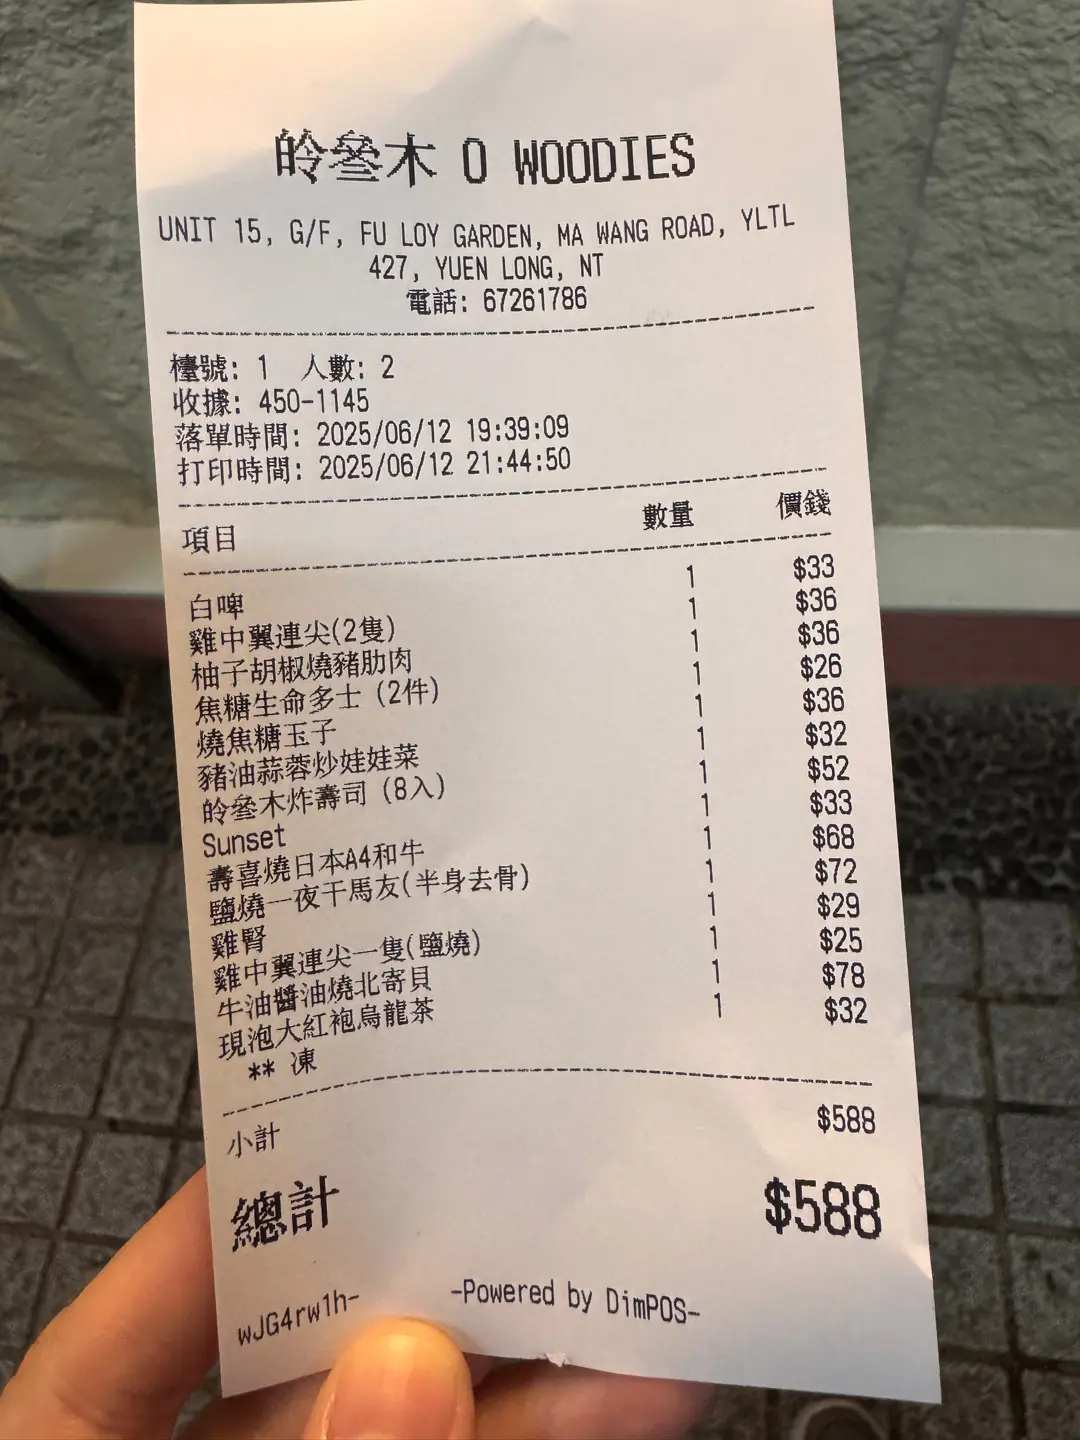 皊叄木 O WOODIES
UNIT 15, G/F, FU LOY GARDEN, MA WANG ROAD, YLTL
427, YUEN LONG, NT
電話: 67261786
檯號: 1 人數: 2
收據: 450-1145
落單時間: 2025/06/12 19:39:09
打印時間: 2025/06/12 21:44:50
項目 數量 價錢
白啤 1 $33
雞中翼連尖(2隻) 1 $36
柚子胡椒燒豬肋肉 1 $36
焦糖生命多士 (2件) 1 $26
燒焦糖玉子 1 $36
豬油蒜蓉炒娃娃菜 1 $32
皊叄木炸壽司 (8入) 1 $52
Sunset 1 $33
壽喜燒日本A4和牛 1 $68
鹽燒一夜干馬友(半身去骨) 1 $72
雞腎 1 $29
雞中翼連尖一隻(鹽燒) 1 $25
牛油醬油燒北寄貝 1 $78
現泡大紅袍烏龍茶 1 $32
** 凍
小計 $588
總計 $588
wJG4rw1h- -Powered by DimPOS-